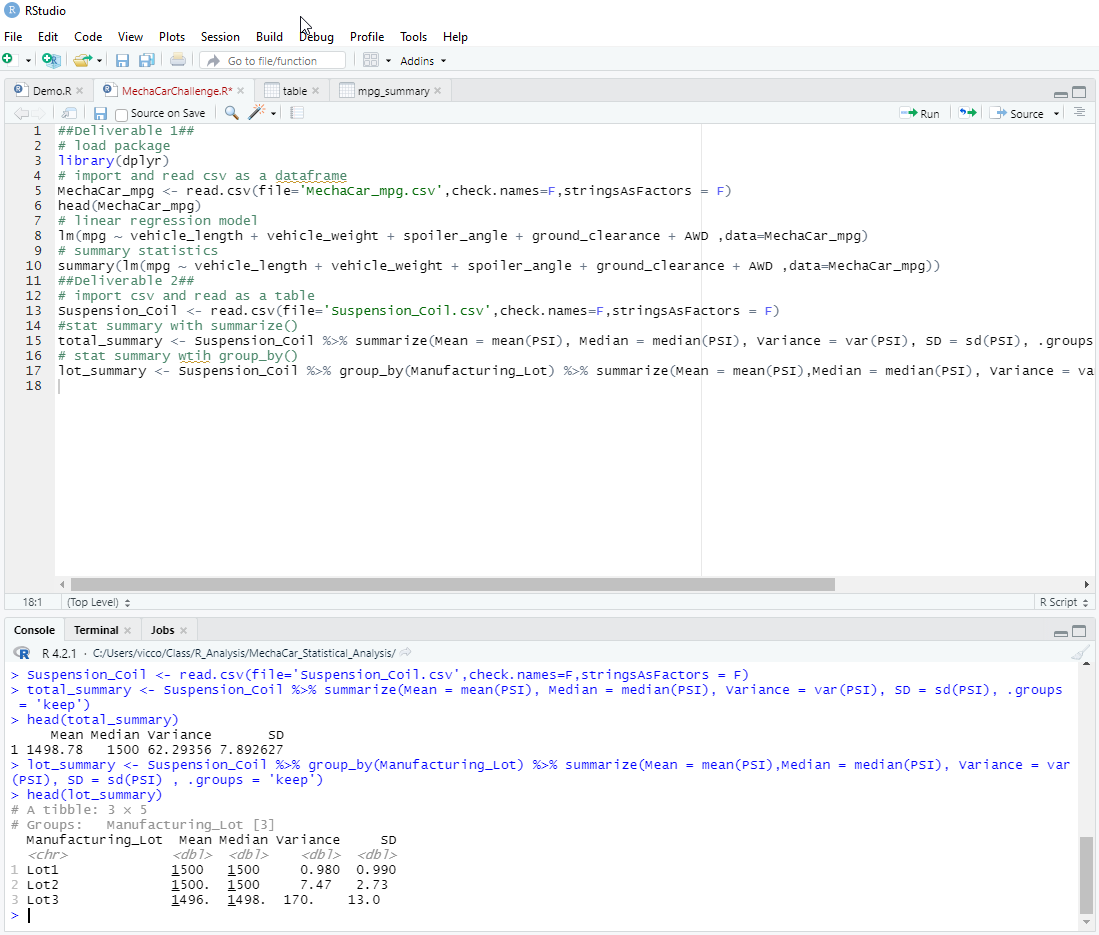 RStudio
File Edit Code View Plots Session Build Debug Profile Tools Help
Go to file/function Addins
Demo.R MechaCarChallenge.R* table mpg_summary
Source on Save Run Source
1 ##Deliverable 1##
2 # load package
3 library(dplyr)
4 # import and read csv as a dataframe
5 MechaCar_mpg <- read.csv(file='MechaCar_mpg.csv',check.names=F,stringsAsFactors = F)
6 head(MechaCar_mpg)
7 # linear regression model
8 lm(mpg ~ vehicle_length + vehicle_weight + spoiler_angle + ground_clearance + AWD ,data=MechaCar_mpg)
9 # summary statistics
10 summary(lm(mpg ~ vehicle_length + vehicle_weight + spoiler_angle + ground_clearance + AWD ,data=MechaCar_mpg))
11 ##Deliverable 2##
12 # import csv and read as a table
13 Suspension_Coil <- read.csv(file='Suspension_Coil.csv',check.names=F,stringsAsFactors = F)
14 #stat summary with summarize()
15 total_summary <- Suspension_Coil %>% summarize(Mean = mean(PSI), Median = median(PSI), Variance = var(PSI), SD = sd(PSI), .groups
16 # stat summary wtih group_by()
17 lot_summary <- Suspension_Coil %>% group_by(Manufacturing_Lot) %>% summarize(Mean = mean(PSI),Median = median(PSI), Variance = va
18
18:1 (Top Level) R Script
Console Terminal Jobs
R 4.2.1 · C:/Users/vicco/Class/R_Analysis/MechaCar_Statistical_Analysis/
> Suspension_Coil <- read.csv(file='Suspension_Coil.csv',check.names=F,stringsAsFactors = F)
> total_summary <- Suspension_Coil %>% summarize(Mean = mean(PSI), Median = median(PSI), Variance = var(PSI), SD = sd(PSI), .groups
= 'keep')
> head(total_summary)
Mean Median Variance SD
1 1498.78 1500 62.29356 7.892627
> lot_summary <- Suspension_Coil %>% group_by(Manufacturing_Lot) %>% summarize(Mean = mean(PSI),Median = median(PSI), Variance = var
(PSI), SD = sd(PSI) , .groups = 'keep')
> head(lot_summary)
# A tibble: 3 × 5
# Groups: Manufacturing_Lot [3]
Manufacturing_Lot Mean Median Variance SD
<chr> <dbl> <dbl> <dbl> <dbl>
1 Lot1 1500 1500 0.980 0.990
2 Lot2 1500. 1500 7.47 2.73
3 Lot3 1496. 1498. 170. 13.0
>